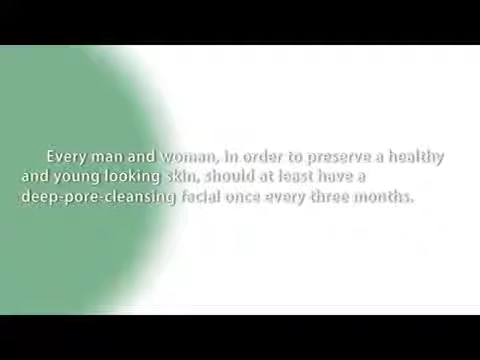 Every man and woman, in order to preserve a healthy
and young looking skin, should at least have a
deep-pore-cleansing facial once every three months.